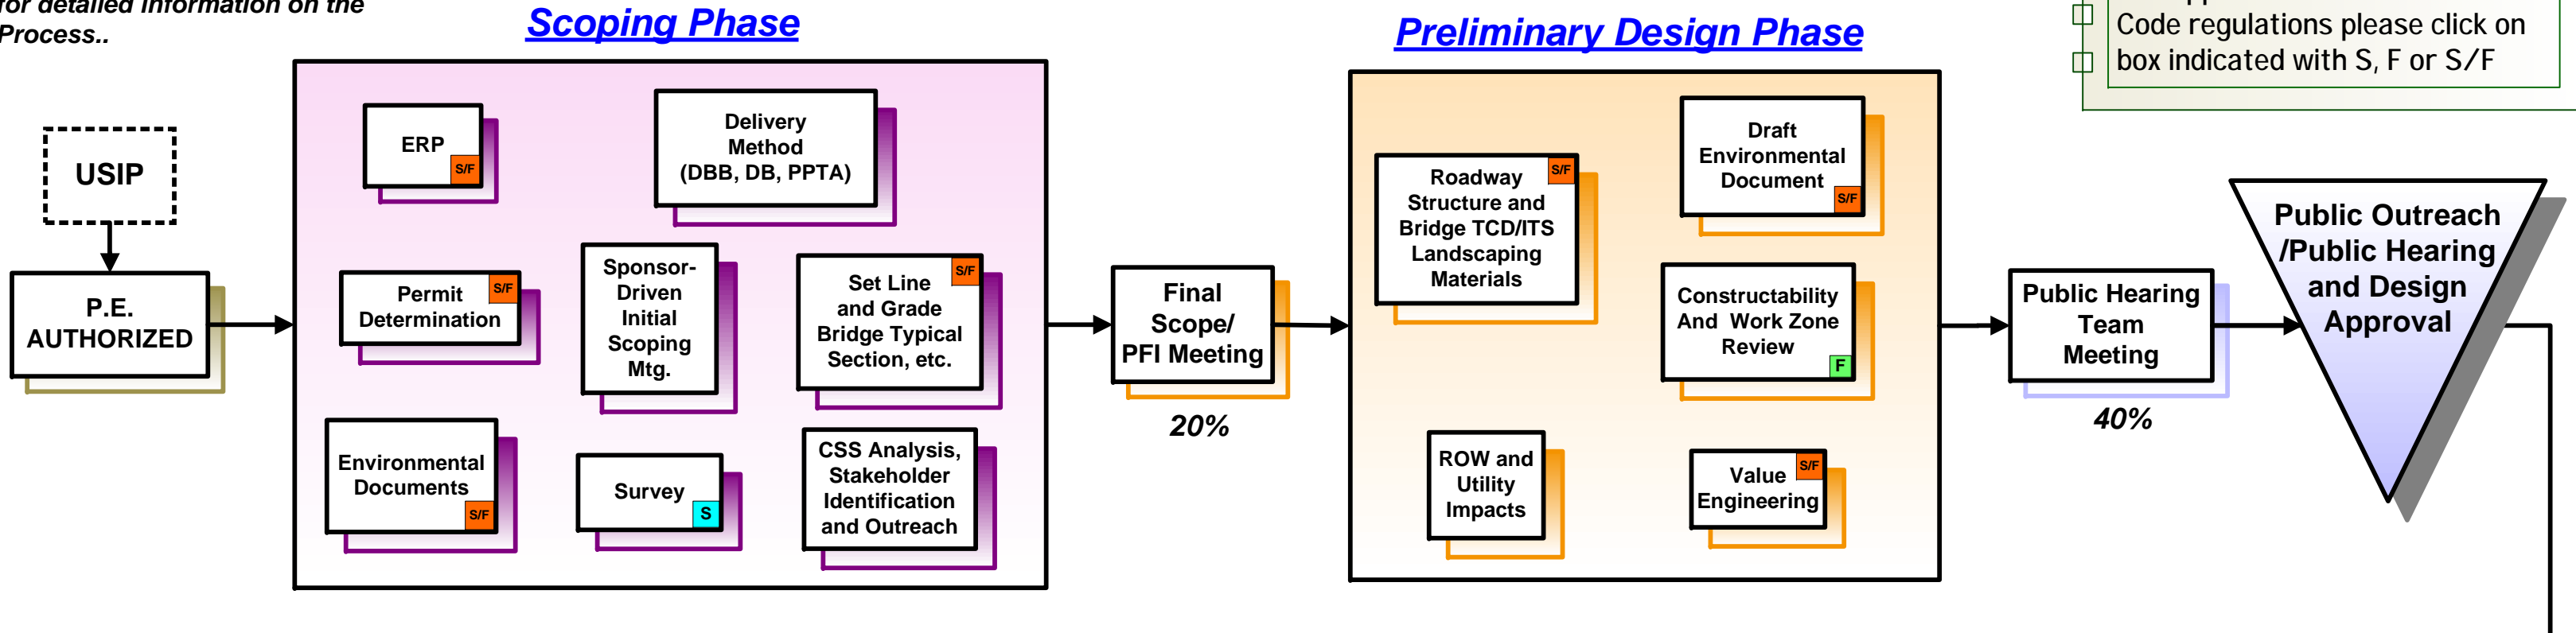 for detailed information on the
Process..
Scoping Phase
Preliminary Design Phase
Code regulations please click on
box indicated with S, F or S/F
USIP
P.E.
AUTHORIZED
ERP
S/F
Delivery
Method
(DBB, DB, PPTA)
Permit
Determination
S/F
Sponsor-
Driven
Initial
Scoping
Mtg.
Set Line
and Grade
Bridge Typical
Section, etc.
S/F
Environmental
Documents
S/F
Survey
S
CSS Analysis,
Stakeholder
Identification
and Outreach
Final
Scope/
PFI Meeting
20%
Roadway
Structure and
Bridge TCD/ITS
Landscaping
Materials
S/F
Draft
Environmental
Document
S/F
Constructability
And Work Zone
Review
F
ROW and
Utility
Impacts
Value
Engineering
S/F
Public Hearing
Team
Meeting
40%
Public Outreach
/Public Hearing
and Design
Approval